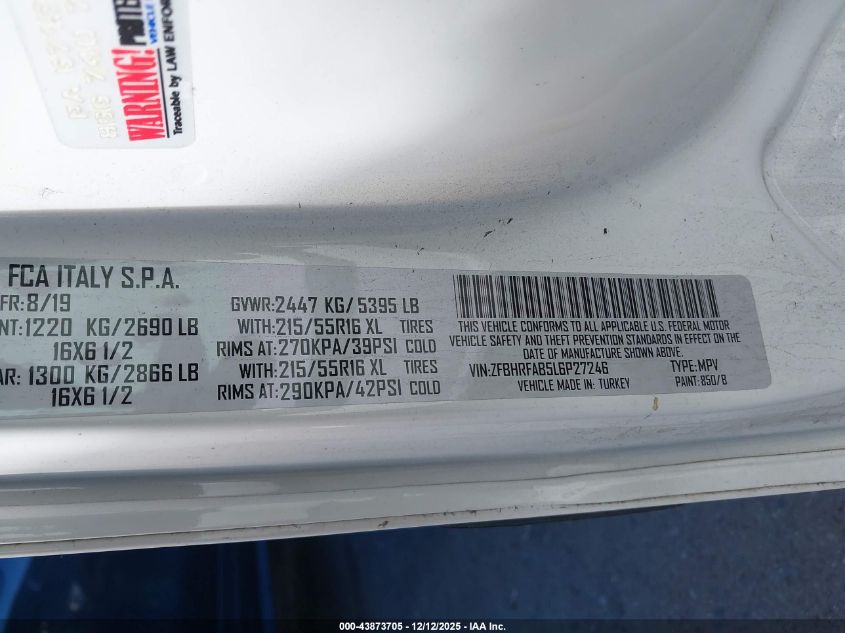 WARNING!
VEHICLE
Traceable by LAW
FCA ITALY S.P.A.
FR:8/19
GVWR:2447 KG/5395 LB
NT:1220 KG/2690 LB
WITH:215/55R16 XL TIRES
16X6 1/2
RIMS AT:270KPA/39PSI COLD
AR: 1300 KG/2866 LB
WITH:215/55R16 XL TIRES
16X6 1/2
RIMS AT:290KPA/42PSI COLD
THIS VEHICLE CONFORMS TO ALL APPLICABLE U.S. FEDERAL MOTOR
VEHICLE SAFETY AND THEFT PREVENTION STANDARDS IN EFFECT ON THE DATE OF
MANUFACTURE SHOWN ABOVE.
VIN:ZFBHRFAB5L6P27246 TYPE:MPV
VEHICLE MADE IN: TURKEY PAINT:850/B
000-43873705 - 12/12/2025 - IAA Inc.